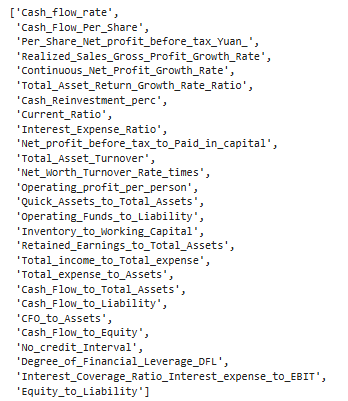 ['Cash_flow_rate',
'Cash_Flow_Per_Share',
'Per_Share_Net_profit_before_tax_Yuan_',
'Realized_Sales_Gross_Profit_Growth_Rate',
'Continuous_Net_Profit_Growth_Rate',
'Total_Asset_Return_Growth_Rate_Ratio',
'Cash_Reinvestment_perc',
'Current_Ratio',
'Interest_Expense_Ratio',
'Net_profit_before_tax_to_Paid_in_capital',
'Total_Asset_Turnover',
'Net_Worth_Turnover_Rate_times',
'Operating_profit_per_person',
'Quick_Assets_to_Total_Assets',
'Operating_Funds_to_Liability',
'Inventory_to_Working_Capital',
'Retained_Earnings_to_Total_Assets',
'Total_income_to_Total_expense',
'Total_expense_to_Assets',
'Cash_Flow_to_Total_Assets',
'Cash_Flow_to_Liability',
'CFO_to_Assets',
'Cash_Flow_to_Equity',
'No_credit_Interval',
'Degree_of_Financial_Leverage_DFL',
'Interest_Coverage_Ratio_Interest_expense_to_EBIT',
'Equity_to_Liability']